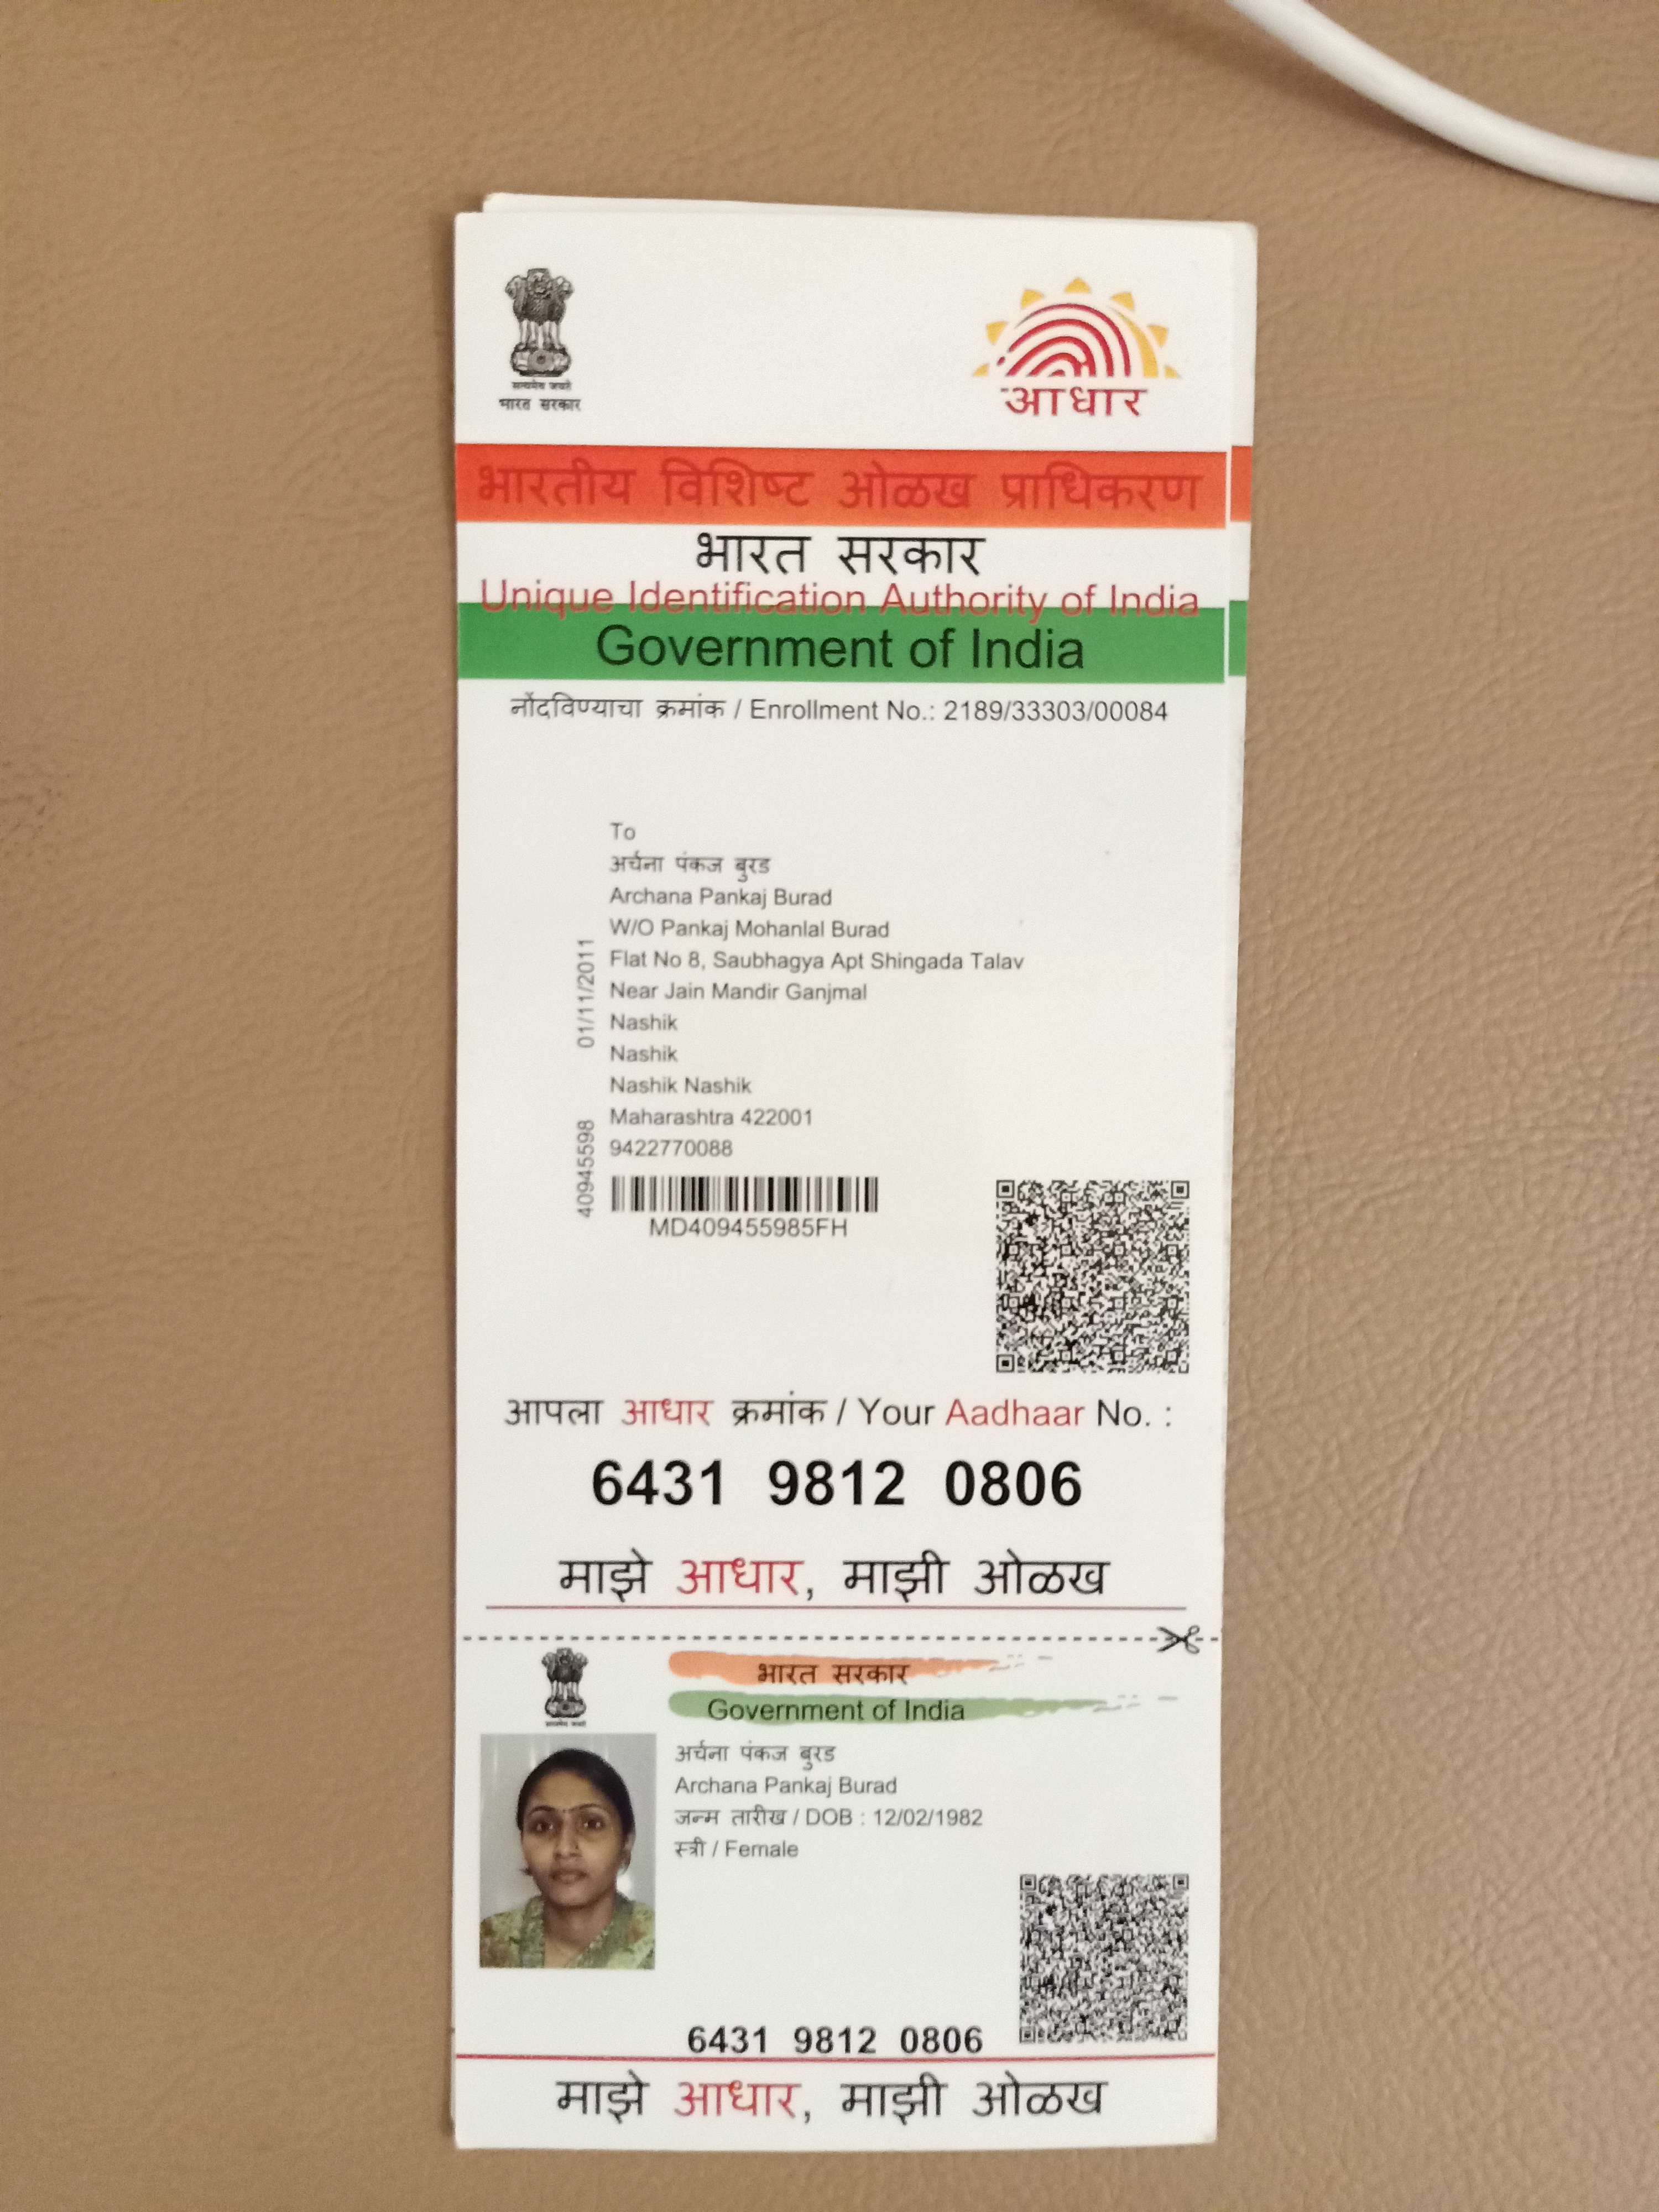 सत्यमेव जयते
भारत सरकार
आधार
भारतीय विशिष्ट ओळख प्राधिकरण
भारत सरकार
Unique Identification Authority of India
Government of India
नोंदविण्याचा क्रमांक / Enrollment No.: 2189/33303/00084
To
अर्चना पंकज बुरड
Archana Pankaj Burad
W/O Pankaj Mohanlal Burad
Flat No 8, Saubhagya Apt Shingada Talav
Near Jain Mandir Ganjmal
Nashik
Nashik
Nashik Nashik
Maharashtra 422001
9422770088
01/11/2011
40945598
MD409455985FH
आपला आधार क्रमांक / Your Aadhaar No. :
6431 9812 0806
माझे आधार, माझी ओळख
भारत सरकार
Government of India
सत्यमेव जयते
अर्चना पंकज बुरड
Archana Pankaj Burad
जन्म तारीख / DOB : 12/02/1982
स्त्री / Female
6431 9812 0806
माझे आधार, माझी ओळख